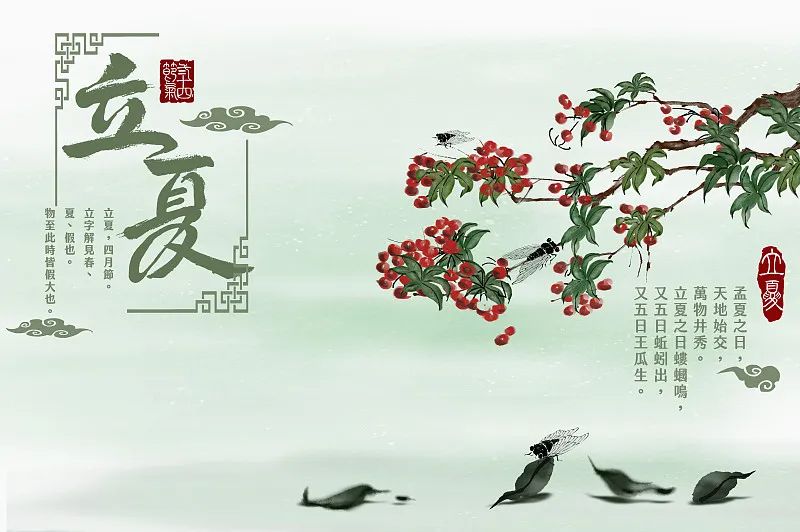 立夏
二十四
節氣
立夏，四月節。
立字解見春、
夏、假也。
物至此時皆假大也。
立夏
孟夏之日，
天地始交，
萬物井秀。
立夏之日螻蟈鳴，
又五日蚯蚓出，
又五日王瓜生。